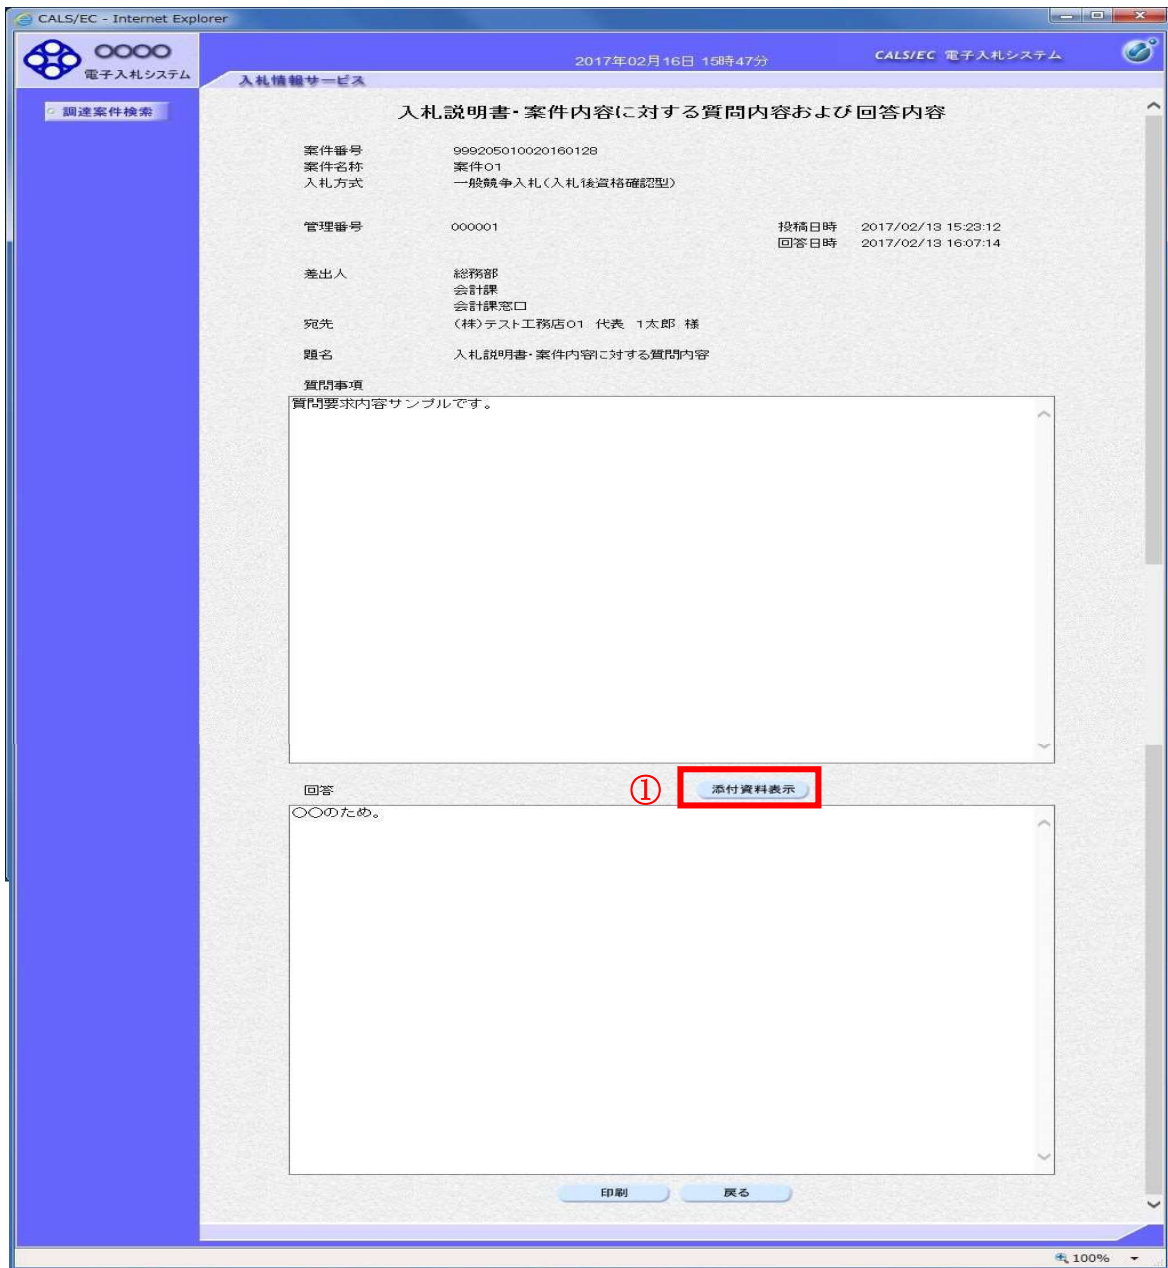 CALS/EC - Internet Explorer
〇〇〇〇
電子入札システム
2017年02月16日 15時47分
CALS/EC 電子入札システム
入札情報サービス
調達案件検索
入札説明書・案件内容に対する質問内容および回答内容
案件番号 999205010020160128
案件名称 案件01
入札方式 一般競争入札(入札後資格確認型)
管理番号 000001 投稿日時 2017/02/13 15:23:12
回答日時 2017/02/13 16:07:14
差出人 総務部
会計課
会計課窓口
宛先 (株)テスト工務店01 代表 1太郎 様
題名 入札説明書・案件内容に対する質問内容
質問事項
質問要求内容サンプルです。
回答 ① 添付資料表示
〇〇のため。
印刷 戻る
100%